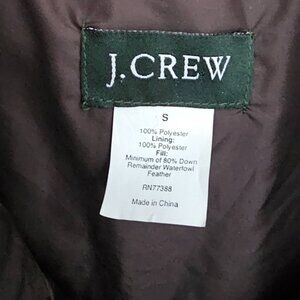 J.CREW
S
100% Polyester
Lining:
100% Polyester
Fill:
Minimum of 80% Down
Remainder Waterfowl
Feather
RN77388
Made in China